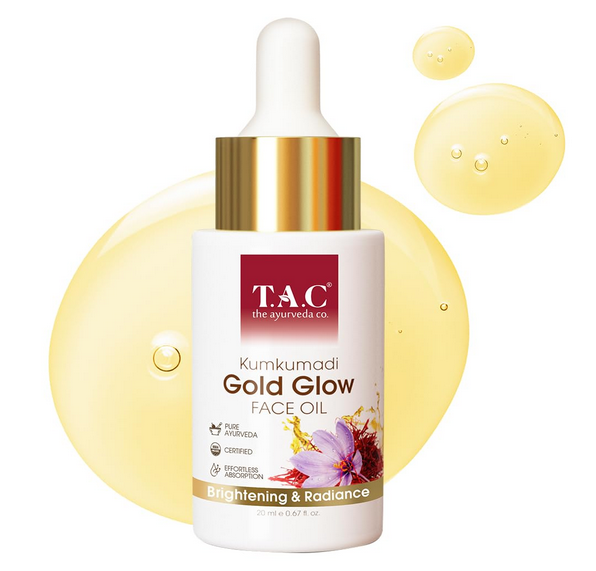 T.A.C®
the ayurveda co.
Kumkumadi
Gold Glow
FACE OIL
PURE
AYURVEDA
CERTIFIED
EFFORTLESS
ABSORPTION
Brightening & Radiance
20 ml e 0.67 fl. oz.